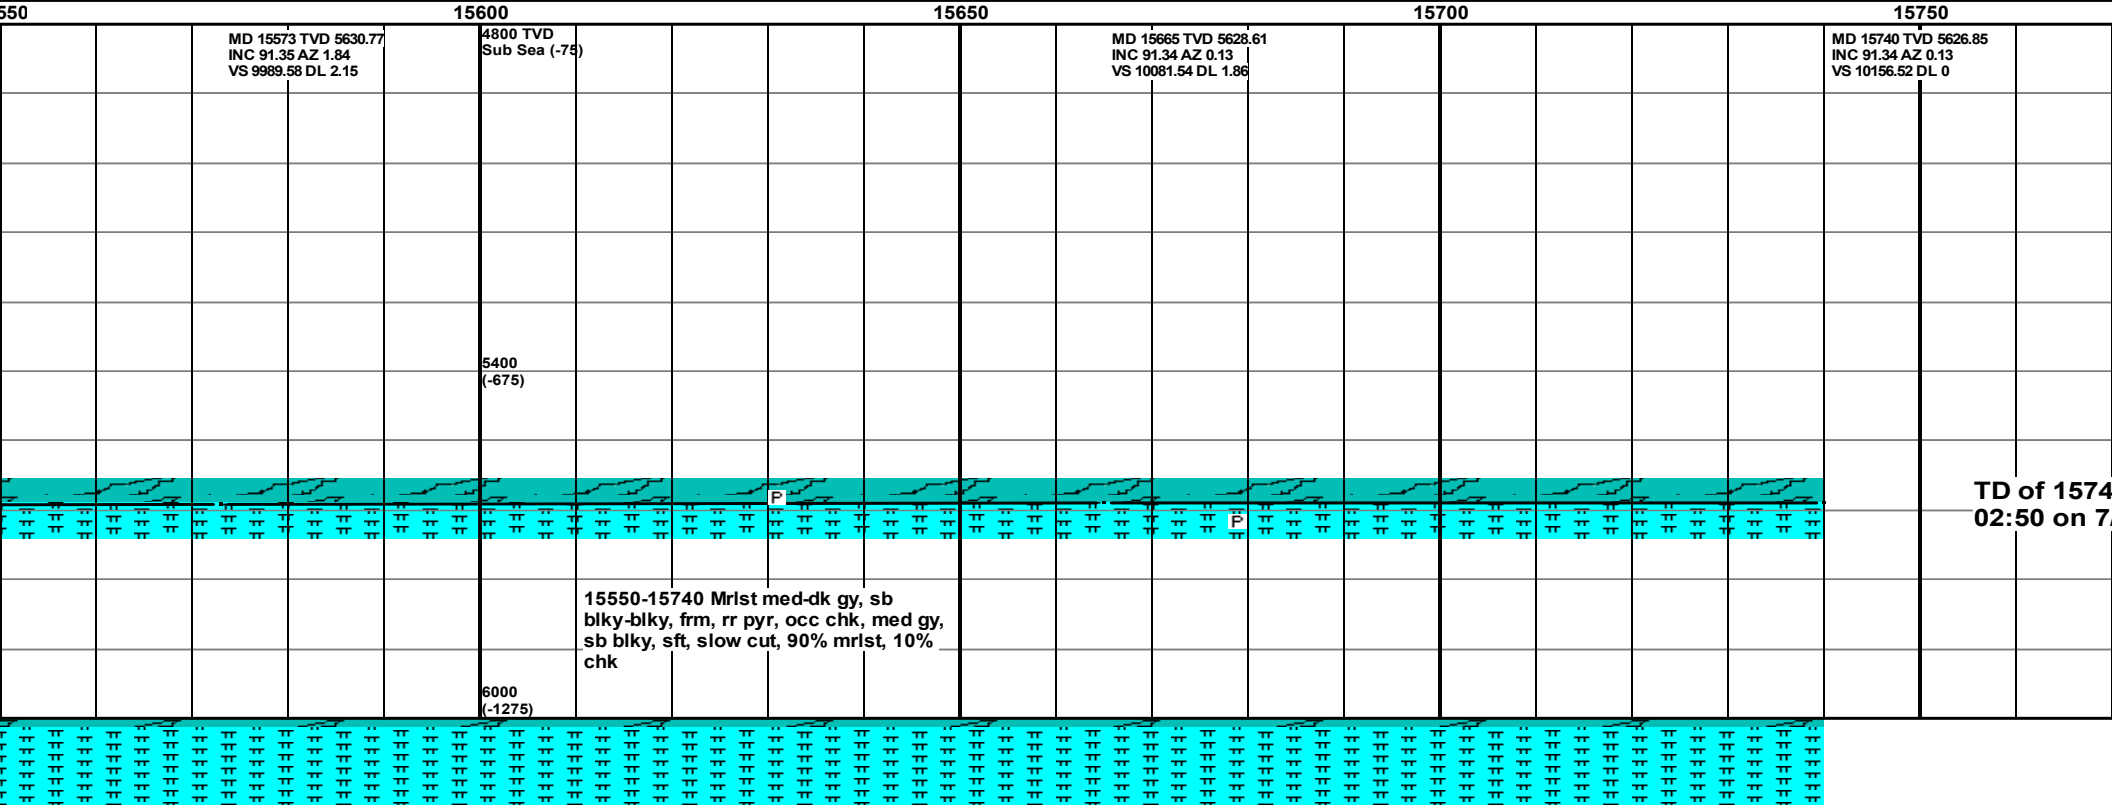 550 15600 15650 15700 15750
MD 15573 TVD 5630.77
INC 91.35 AZ 1.84
VS 9989.58 DL 2.15
4800 TVD
Sub Sea (-75)
MD 15665 TVD 5628.61
INC 91.34 AZ 0.13
VS 10081.54 DL 1.86
MD 15740 TVD 5626.85
INC 91.34 AZ 0.13
VS 10156.52 DL 0
5400
(-675)
P
P
TD of 1574
02:50 on 7/
15550-15740 Mrlst med-dk gy, sb
blky-blky, frm, rr pyr, occ chk, med gy,
sb blky, sft, slow cut, 90% mrlst, 10%
chk
6000
(-1275)